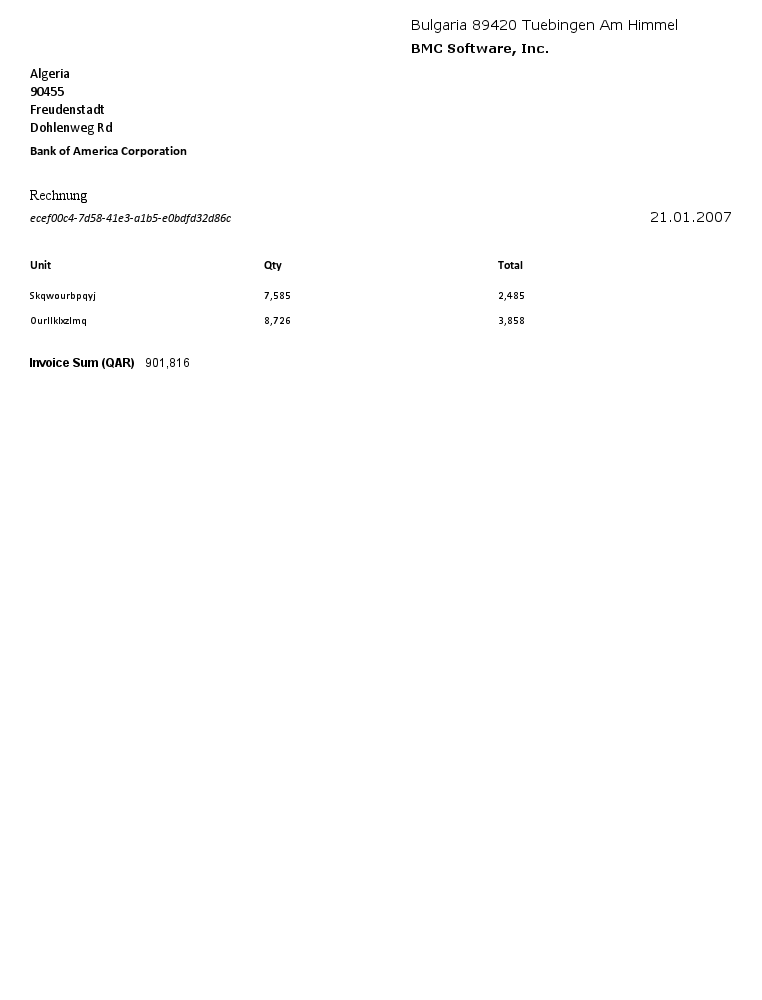 Bulgaria 89420 Tuebingen Am Himmel
BMC Software, Inc.
Algeria
90455
Freudenstadt
Dohlenweg Rd
Bank of America Corporation
Rechnung
ecef00c4-7d58-41e3-a1b5-e0bdfd32d86c 21.01.2007
Unit Qty Total
Skqwourbpqyj 7,585 2,485
Ourllklxzlmq 8,726 3,858
Invoice Sum (QAR) 901,816